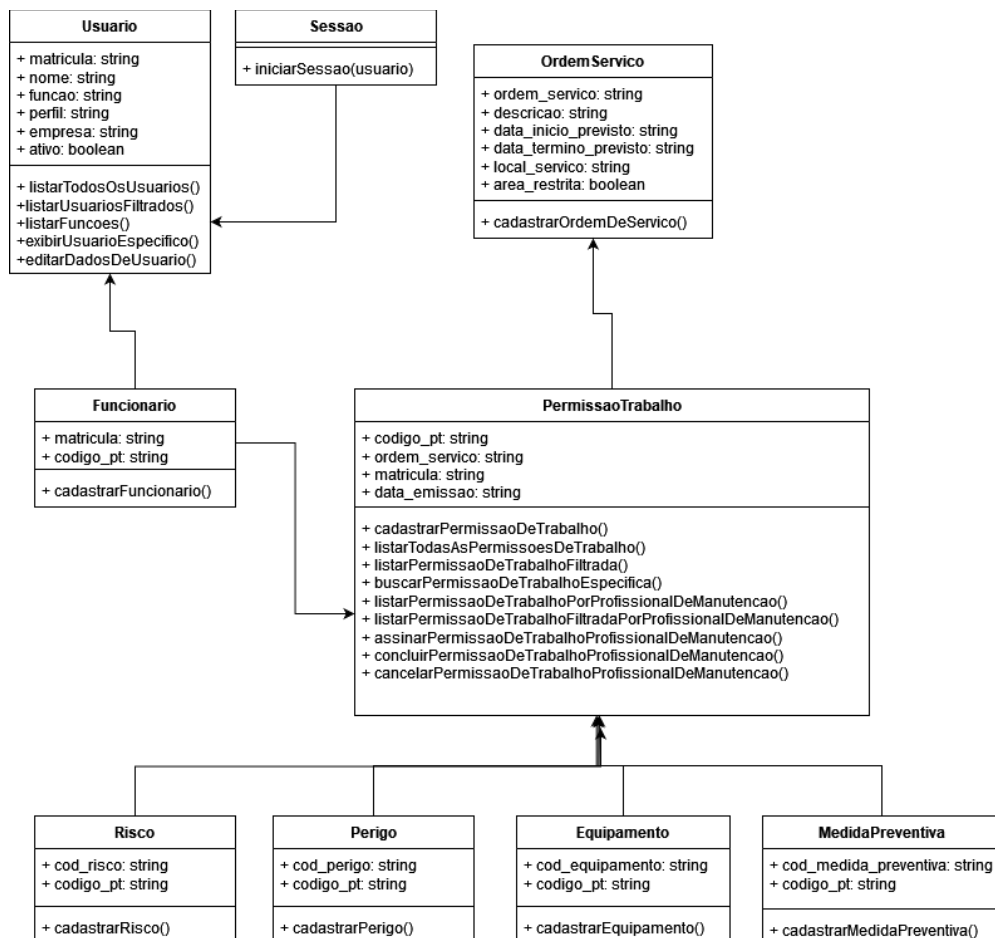 Usuario
+ matricula: string
+ nome: string
+ funcao: string
+ perfil: string
+ empresa: string
+ ativo: boolean
+ listarTodosOsUsuarios()
+listarUsuariosFiltrados()
+listarFuncoes()
+exibirUsuarioEspecifico()
+editarDadosDeUsuario()
Sessao
+ iniciarSessao(usuario)
OrdemServico
+ ordem_servico: string
+ descricao: string
+ data_inicio_previsto: string
+ data_termino_previsto: string
+ local_servico: string
+ area_restrita: boolean
+ cadastrarOrdemDeServico()
Funcionario
+ matricula: string
+ codigo_pt: string
+ cadastrarFuncionario()
PermissaoTrabalho
+ codigo_pt: string
+ ordem_servico: string
+ matricula: string
+ data_emissao: string
+ cadastrarPermissaoDeTrabalho()
+ listarTodasAsPermissoesDeTrabalho()
+ listarPermissaoDeTrabalhoFiltrada()
+ buscarPermissaoDeTrabalhoEspecifica()
+ listarPermissaoDeTrabalhoPorProfissionalDeManutencao()
+ listarPermissaoDeTrabalhoFiltradaPorProfissionalDeManutencao()
+ assinarPermissaoDeTrabalhoProfissionalDeManutencao()
+ concluirPermissaoDeTrabalhoProfissionalDeManutencao()
+ cancelarPermissaoDeTrabalhoProfissionalDeManutencao()
Risco
+ cod_risco: string
+ codigo_pt: string
+ cadastrarRisco()
Perigo
+ cod_perigo: string
+ codigo_pt: string
+ cadastrarPerigo()
Equipamento
+ cod_equipamento: string
+ codigo_pt: string
+ cadastrarEquipamento()
MedidaPreventiva
+ cod_medida_preventiva: string
+ codigo_pt: string
+ cadastrarMedidaPreventiva()